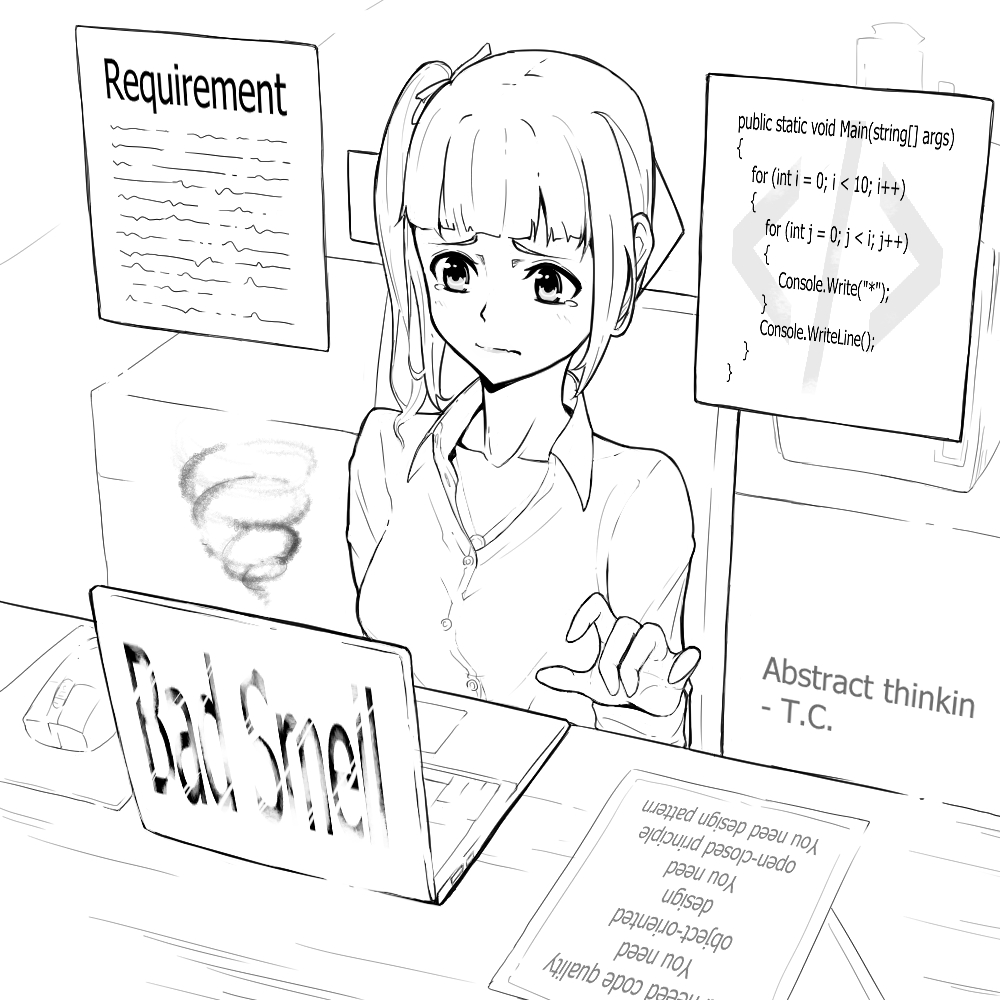 Requirement
public static void Main(string[] args)
{
for (int i = 0; i < 10; i++)
{
for (int j = 0; j < i; j++)
{
Console.Write("*");
}
Console.WriteLine();
}
}
Abstract thinkin
- T.C.
Bad Smell
need code quality
You need
object-oriented
design
You need
open-closed principle
You need design pattern